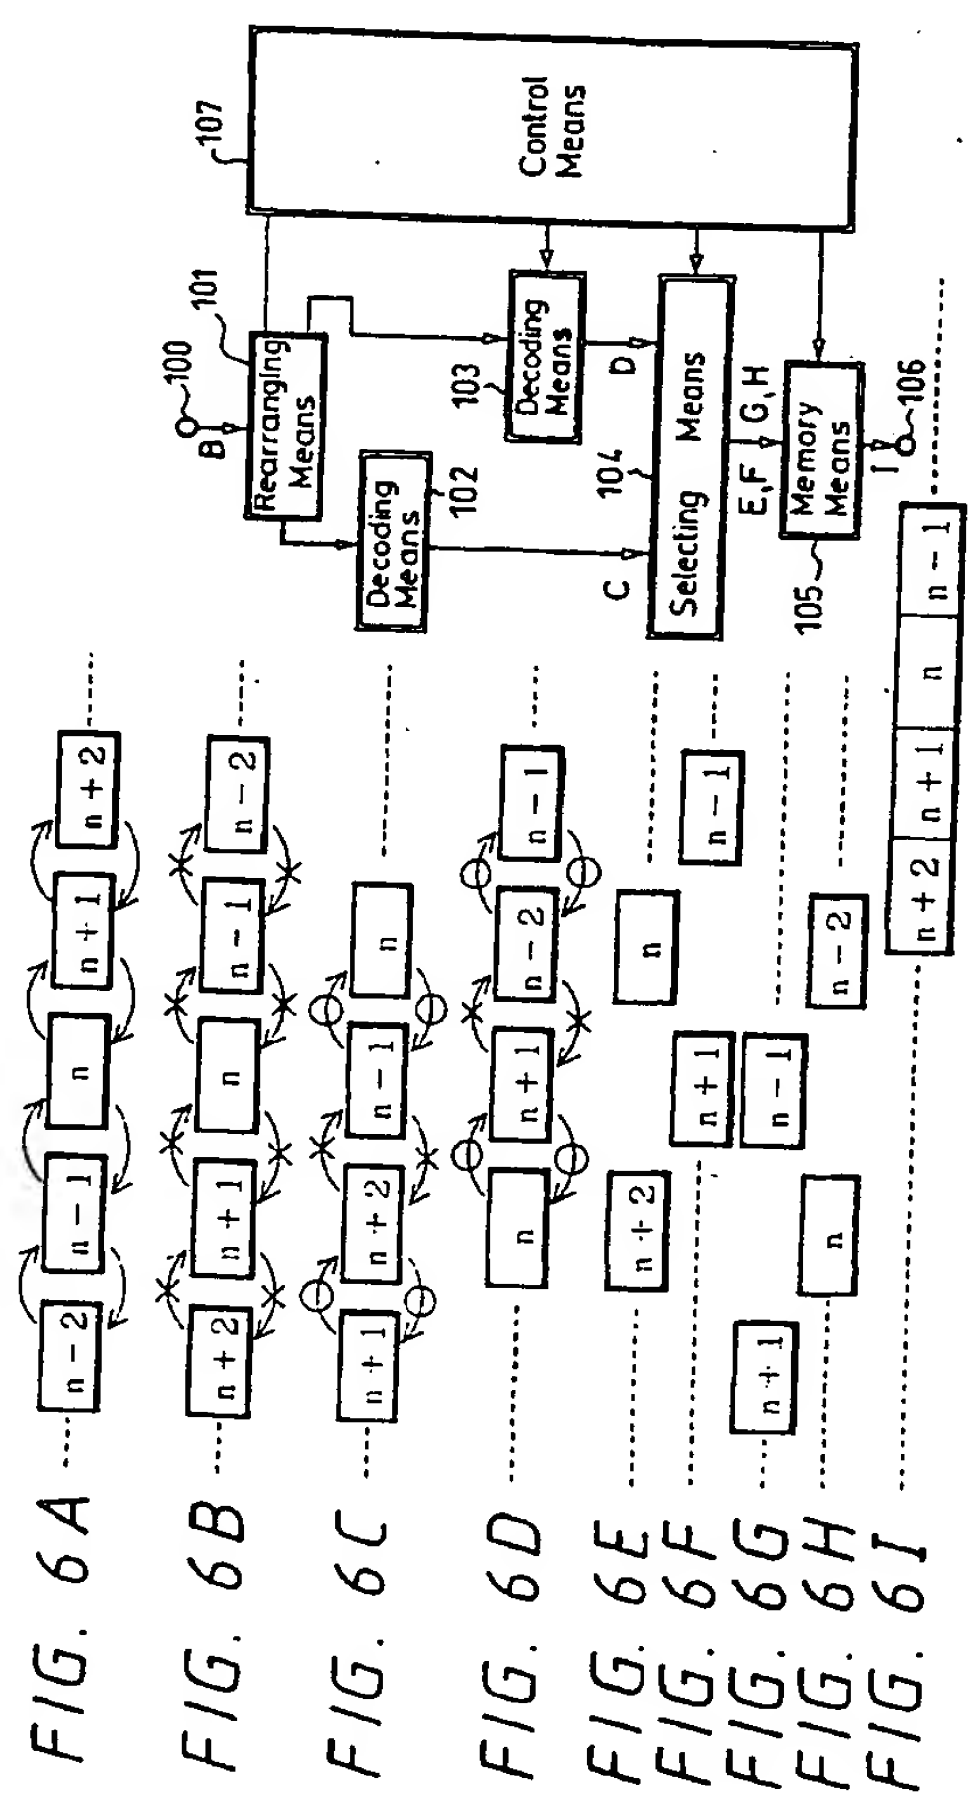 FIG. 6A
n-2
n-1
n
n+1
n+2
FIG. 6B
n+2
n+1
n
n-1
n-2
FIG. 6C
n+1
n+2
n-1
n
FIG. 6D
n
n+1
n-2
n-1
FIG. 6E
n+2
n
FIG. 6F
n+1
n-1
FIG. 6G
n+1
n-1
FIG. 6H
n
n-2
FIG. 6I
n+2
n+1
n
n-1
100
B
101
Rearranging
Means
107
Control
Means
Decoding
Means
102
103
Decoding
Means
C
D
104
Selecting Means
E,F
G,H
105
Memory
Means
I
106